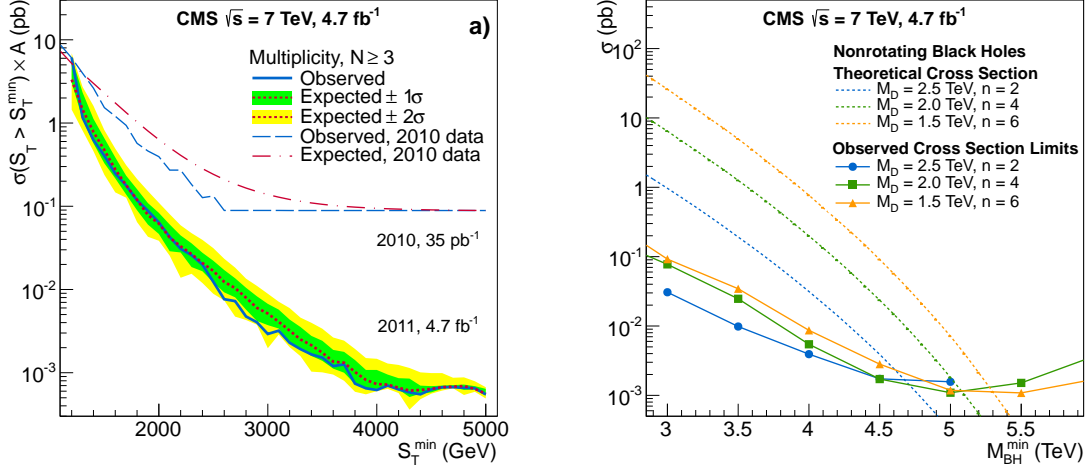 CMS √s = 7 TeV, 4.7 fb⁻¹
a)
σ(S_T > S_T^min) × A (pb)
Multiplicity, N ≥ 3
Observed
Expected ± 1σ
Expected ± 2σ
Observed, 2010 data
Expected, 2010 data
10
1
10⁻¹
10⁻²
10⁻³
2010, 35 pb⁻¹
2011, 4.7 fb⁻¹
2000 3000 4000 5000
S_T^min (GeV)
CMS √s = 7 TeV, 4.7 fb⁻¹
σ (pb)
Nonrotating Black Holes
Theoretical Cross Section
M_D = 2.5 TeV, n = 2
M_D = 2.0 TeV, n = 4
M_D = 1.5 TeV, n = 6
Observed Cross Section Limits
M_D = 2.5 TeV, n = 2
M_D = 2.0 TeV, n = 4
M_D = 1.5 TeV, n = 6
10²
10
1
10⁻¹
10⁻²
10⁻³
3 3.5 4 4.5 5 5.5
M_BH^min (TeV)